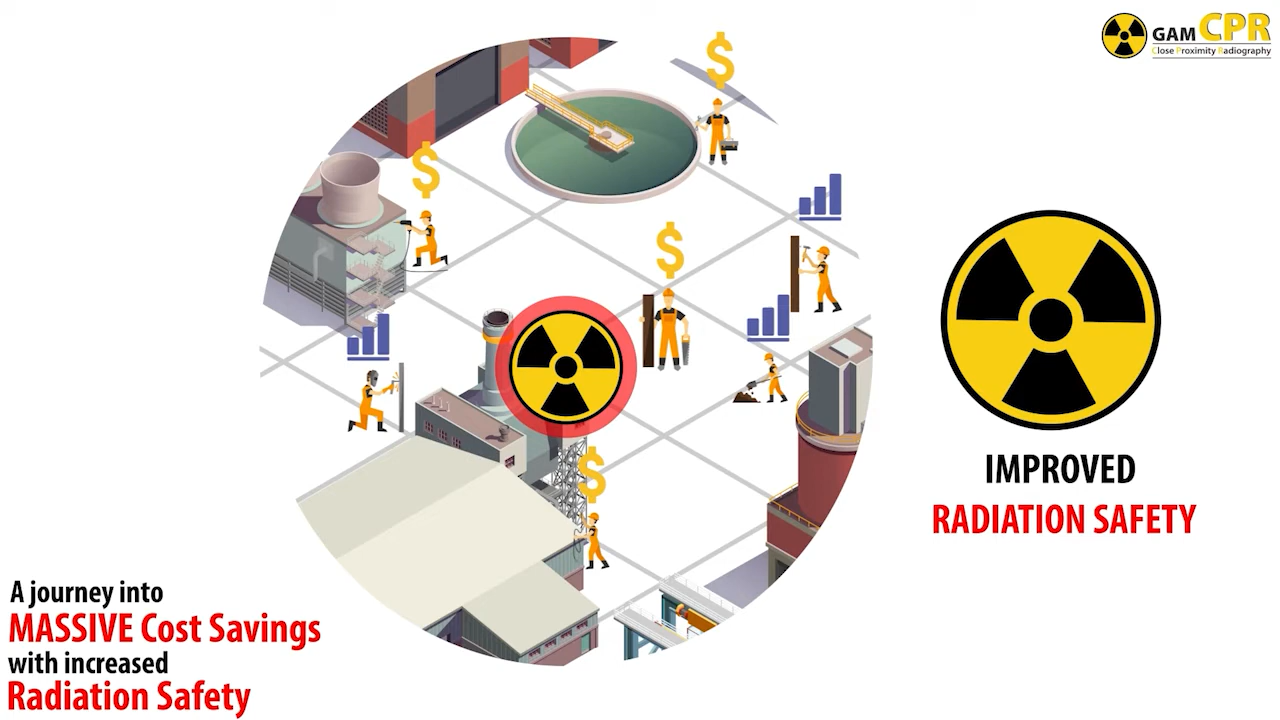 GAM CPR
Close Proximity Radiography
$
$
$
$
IMPROVED
RADIATION SAFETY
A journey into
MASSIVE Cost Savings
with increased
Radiation Safety